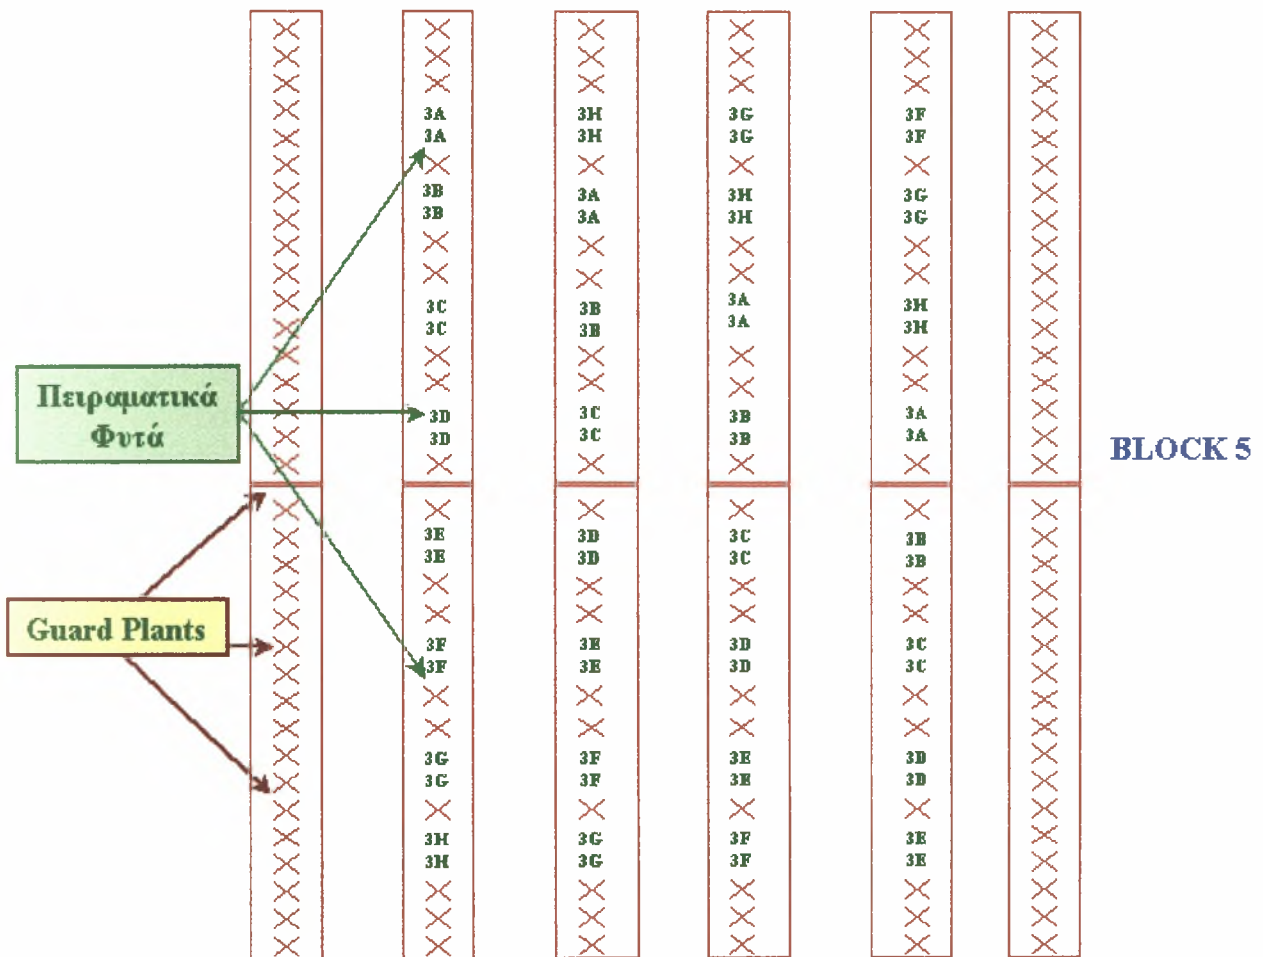 3A 3H 3G 3F
3A 3H 3G 3F
3B 3A 3H 3G
3B 3A 3H 3G
3C 3B 3A 3H
3C 3B 3A 3H
3D 3C 3B 3A
3D 3C 3B 3A
Πειραματικά
Φυτά
BLOCK 5
3E 3D 3C 3B
3E 3D 3C 3B
Guard Plants
3F 3E 3D 3C
3F 3E 3D 3C
3G 3F 3E 3D
3G 3F 3E 3D
3H 3G 3F 3E
3H 3G 3F 3E